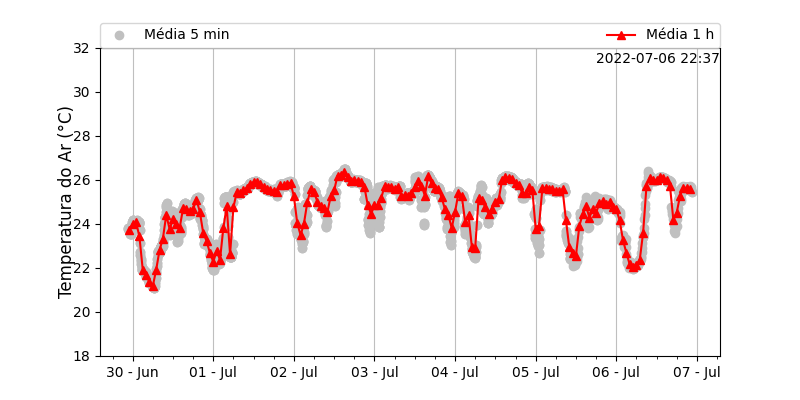 Média 5 min
Média 1 h
2022-07-06 22:37
Temperatura do Ar (°C)
32
30
28
26
24
22
20
18
30 - Jun
01 - Jul
02 - Jul
03 - Jul
04 - Jul
05 - Jul
06 - Jul
07 - Jul